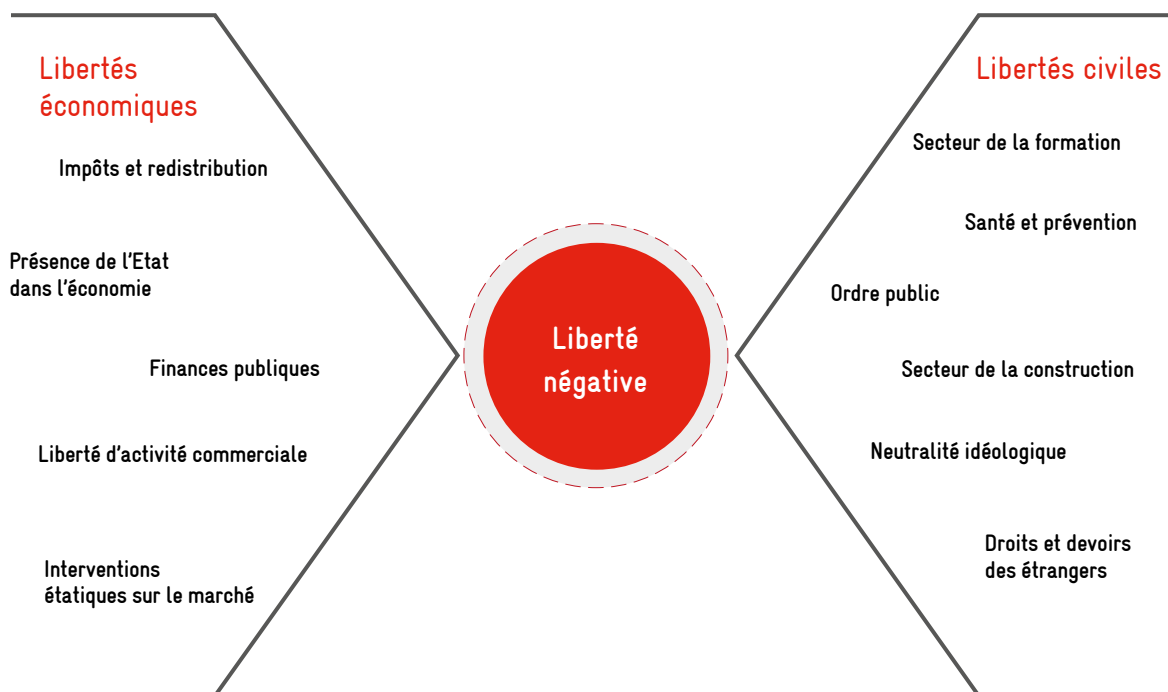 Libertés
économiques
Impôts et redistribution
Présence de l'Etat
dans l'économie
Finances publiques
Liberté d'activité commerciale
Interventions
étatiques sur le marché
Liberté
négative
Libertés civiles
Secteur de la formation
Santé et prévention
Ordre public
Secteur de la construction
Neutralité idéologique
Droits et devoirs
des étrangers